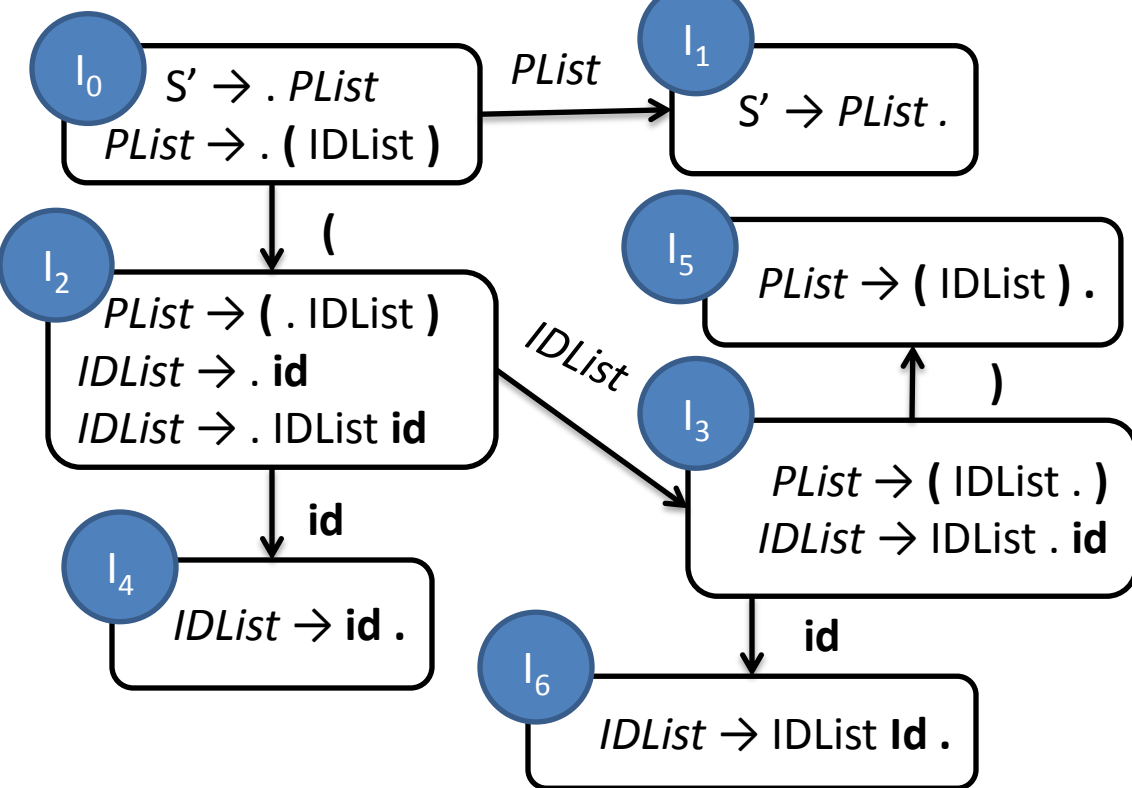 I0
S’ → . PList
PList → . ( IDList )
PList
I1
S’ → PList .
(
I2
PList → ( . IDList )
IDList → . id
IDList → . IDList id
IDList
I5
PList → ( IDList ) .
)
I3
PList → ( IDList . )
IDList → IDList . id
id
I4
IDList → id .
id
I6
IDList → IDList Id .